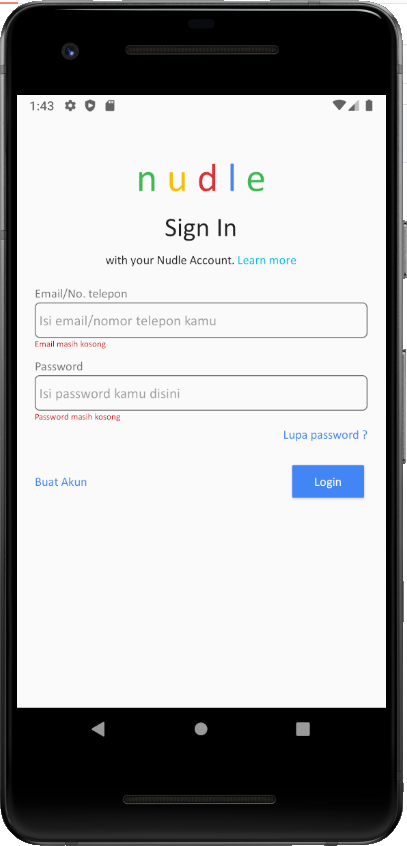 1:43
n u d l e
Sign In
with your Nudle Account. Learn more
Email/No. telepon
Isi email/nomor telepon kamu
Email masih kosong
Password
Isi password kamu disini
Password masih kosong
Lupa password ?
Buat Akun
Login